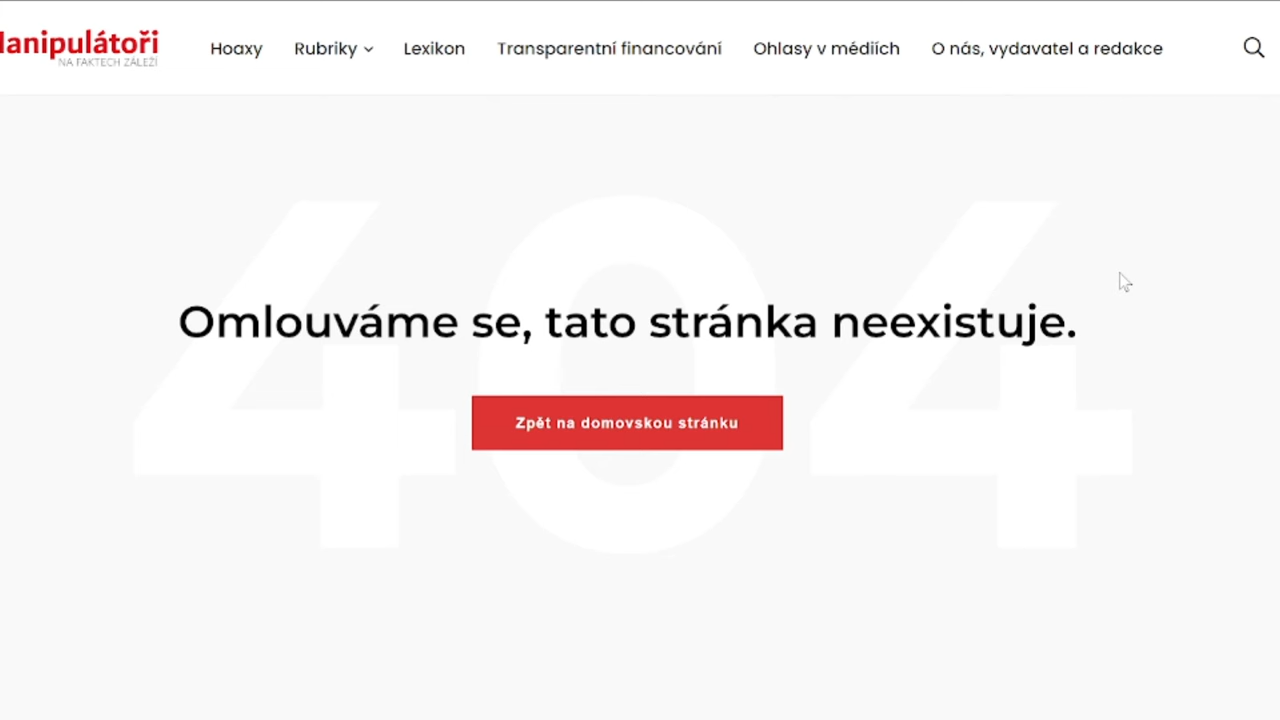 anipulátoři
NA FAKTECH ZÁLEŽÍ
Hoaxy
Rubriky
Lexikon
Transparentní financování
Ohlasy v médiích
O nás, vydavatel a redakce
404
Omlouváme se, tato stránka neexistuje.
Zpět na domovskou stránku